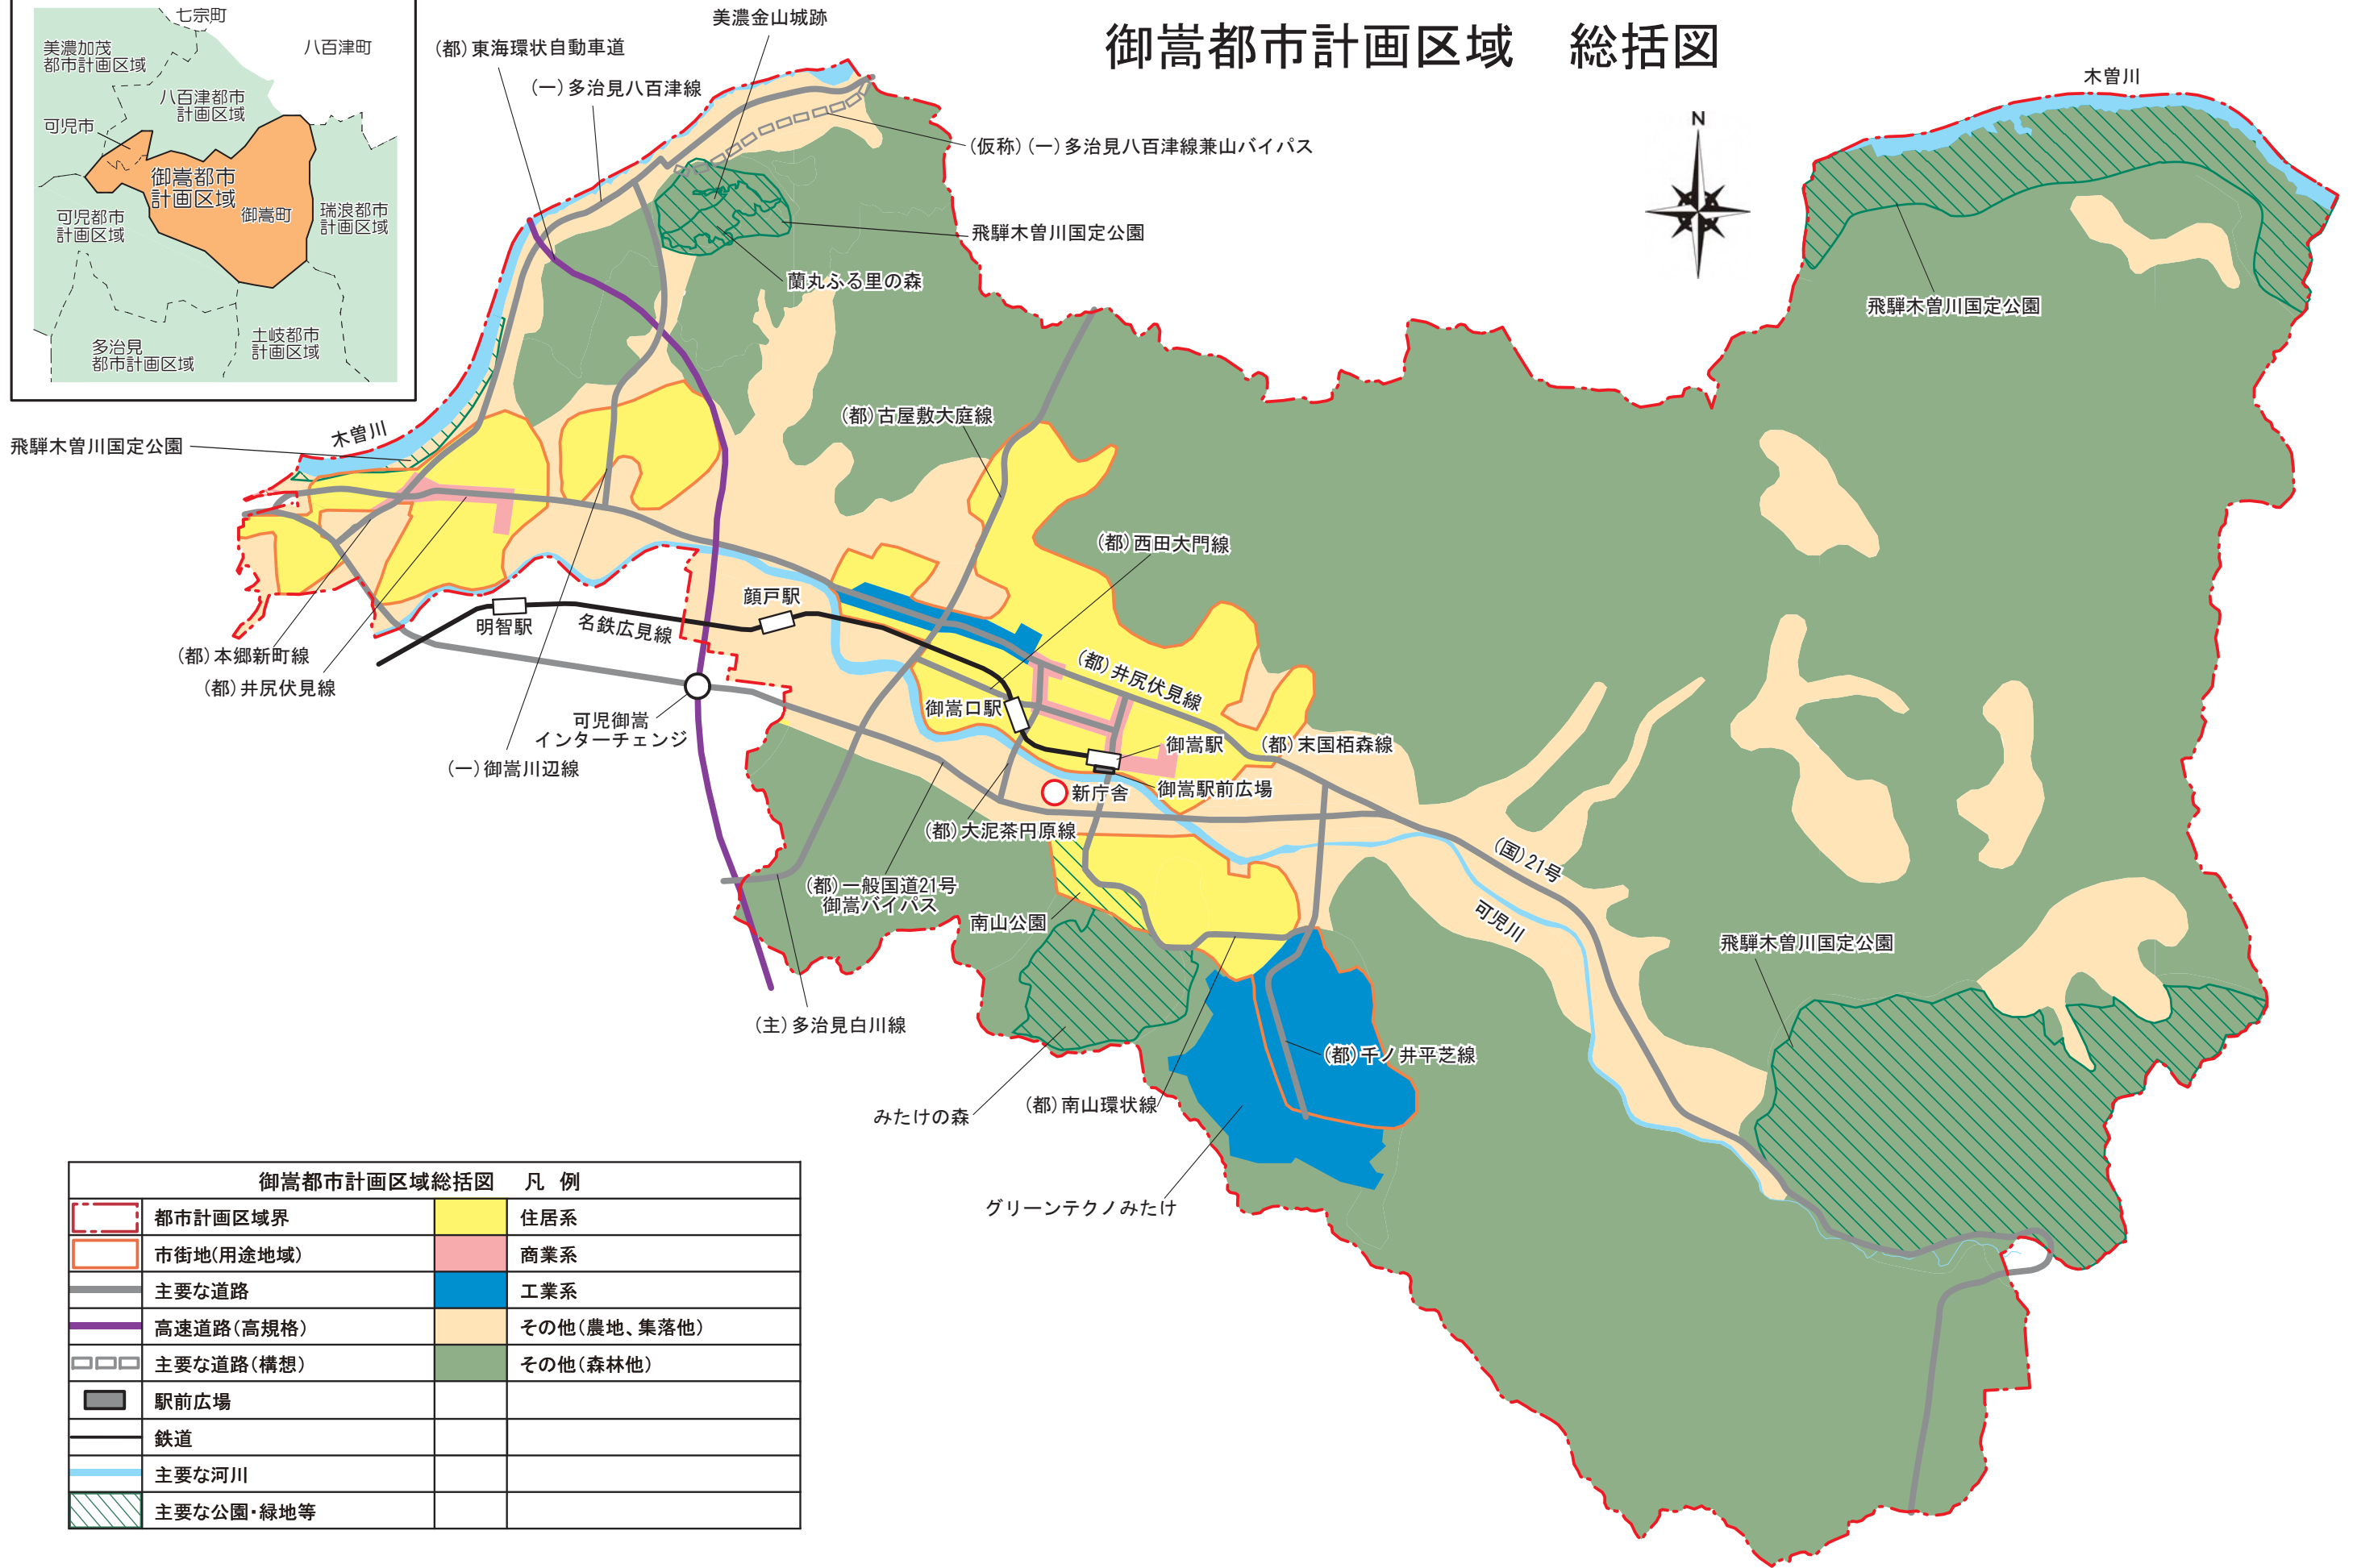 御嵩都市計画区域　総括図
七宗町
美濃加茂
都市計画区域
八百津町
八百津都市
計画区域
可児市
御嵩都市
計画区域
御嵩町
可児都市
計画区域
瑞浪都市
計画区域
多治見
都市計画区域
土岐都市
計画区域
美濃金山城跡
(都)東海環状自動車道
(一)多治見八百津線
(仮称)(一)多治見八百津線兼山バイパス
飛騨木曽川国定公園
蘭丸ふる里の森
木曽川
N
飛騨木曽川国定公園
木曽川
飛騨木曽川国定公園
(都)古屋敷大庭線
(都)西田大門線
顔戸駅
明智駅
名鉄広見線
(都)本郷新町線
(都)井尻伏見線
(都)井尻伏見線
御嵩口駅
可児御嵩
インターチェンジ
(一)御嵩川辺線
御嵩駅
(都)末国栢森線
新庁舎
御嵩駅前広場
(都)大泥茶円原線
(都)一般国道21号
御嵩バイパス
(国)21号
可児川
南山公園
飛騨木曽川国定公園
(主)多治見白川線
(都)千ノ井平芝線
みたけの森
(都)南山環状線
グリーンテクノみたけ
御嵩都市計画区域総括図　凡　例
都市計画区域界
住居系
市街地(用途地域)
商業系
主要な道路
工業系
高速道路(高規格)
その他(農地、集落他)
主要な道路(構想)
その他(森林他)
駅前広場
鉄道
主要な河川
主要な公園・緑地等